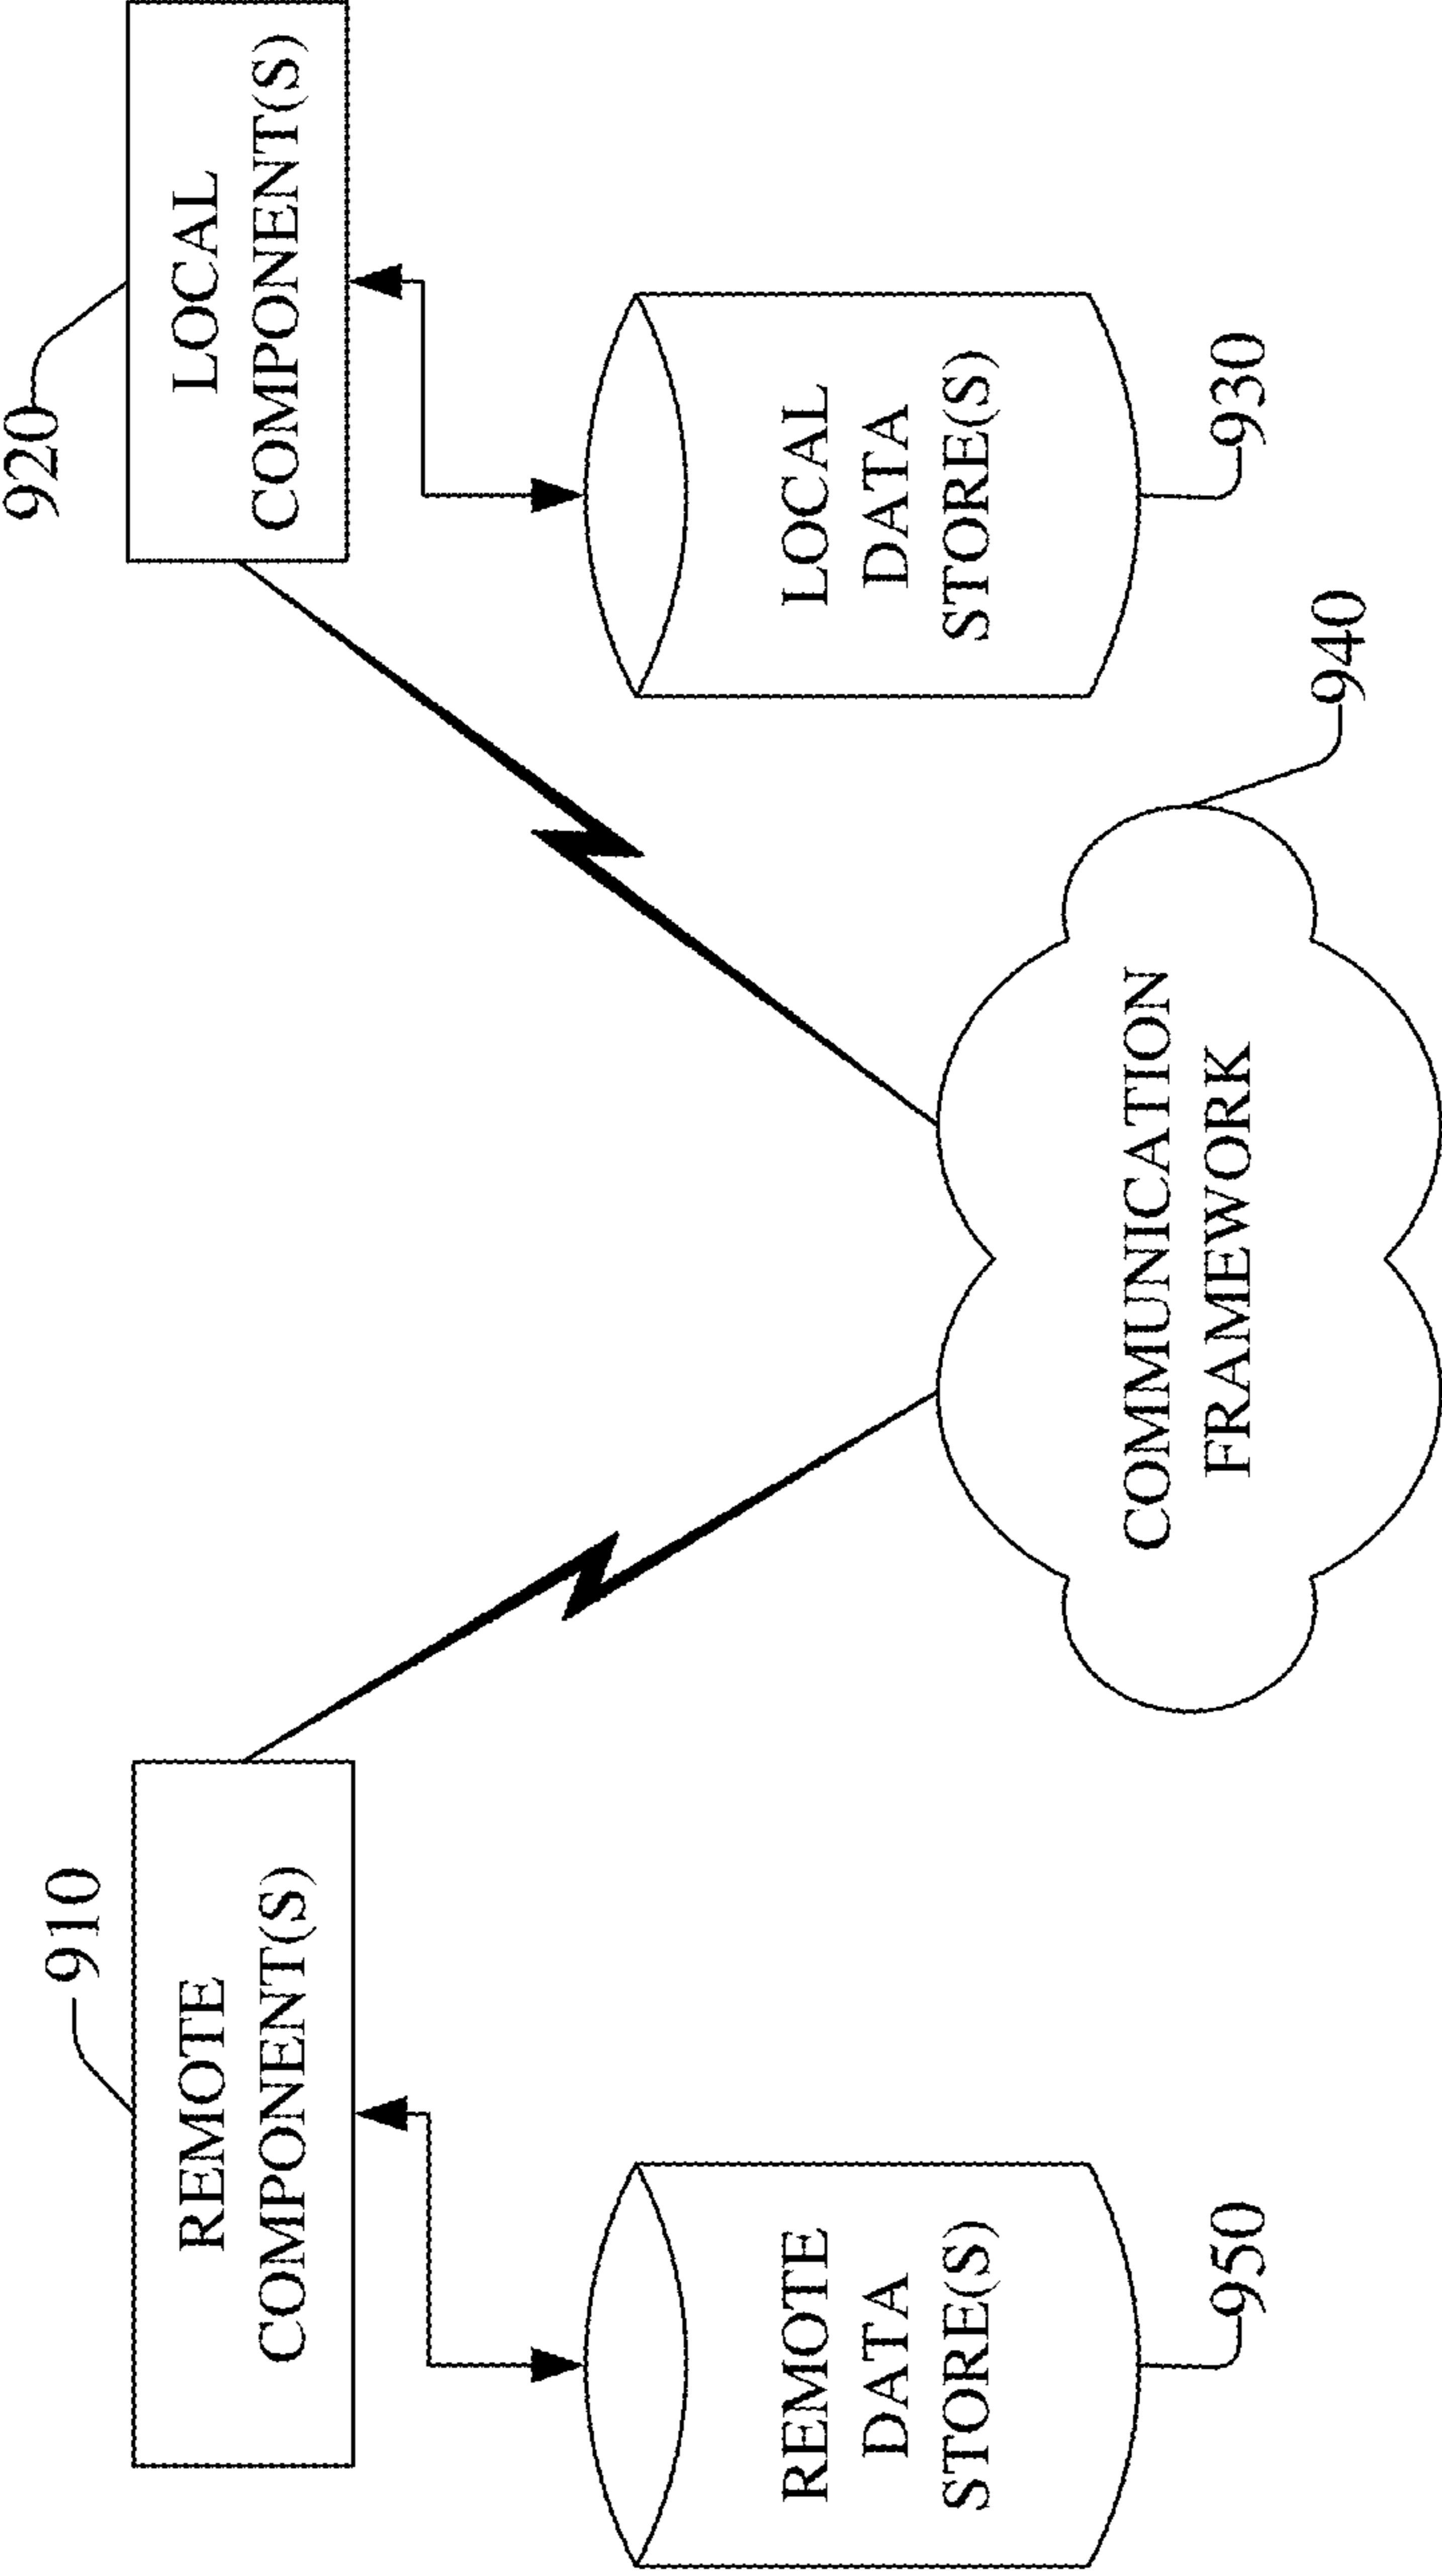 910
REMOTE
COMPONENT(S)
920
LOCAL
COMPONENT(S)
REMOTE
DATA
STORE(S)
950
COMMUNICATION
FRAMEWORK
940
LOCAL
DATA
STORE(S)
930